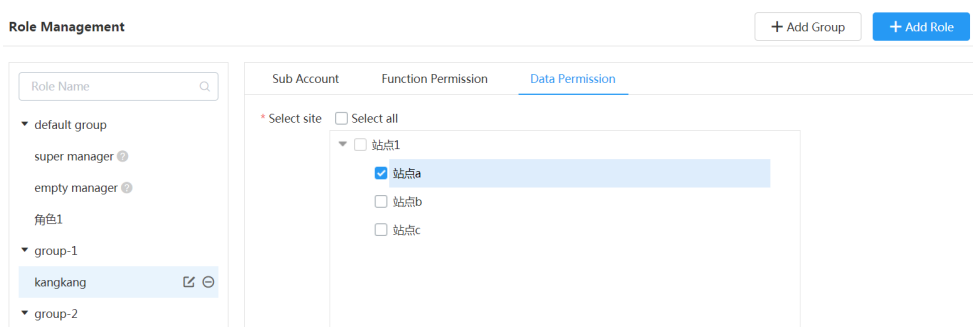 Role Management
+ Add Group
+ Add Role
Role Name
Sub Account
Function Permission
Data Permission
* Select site
Select all
default group
super manager
empty manager
角色1
group-1
kangkang
group-2
站点1
站点a
站点b
站点c